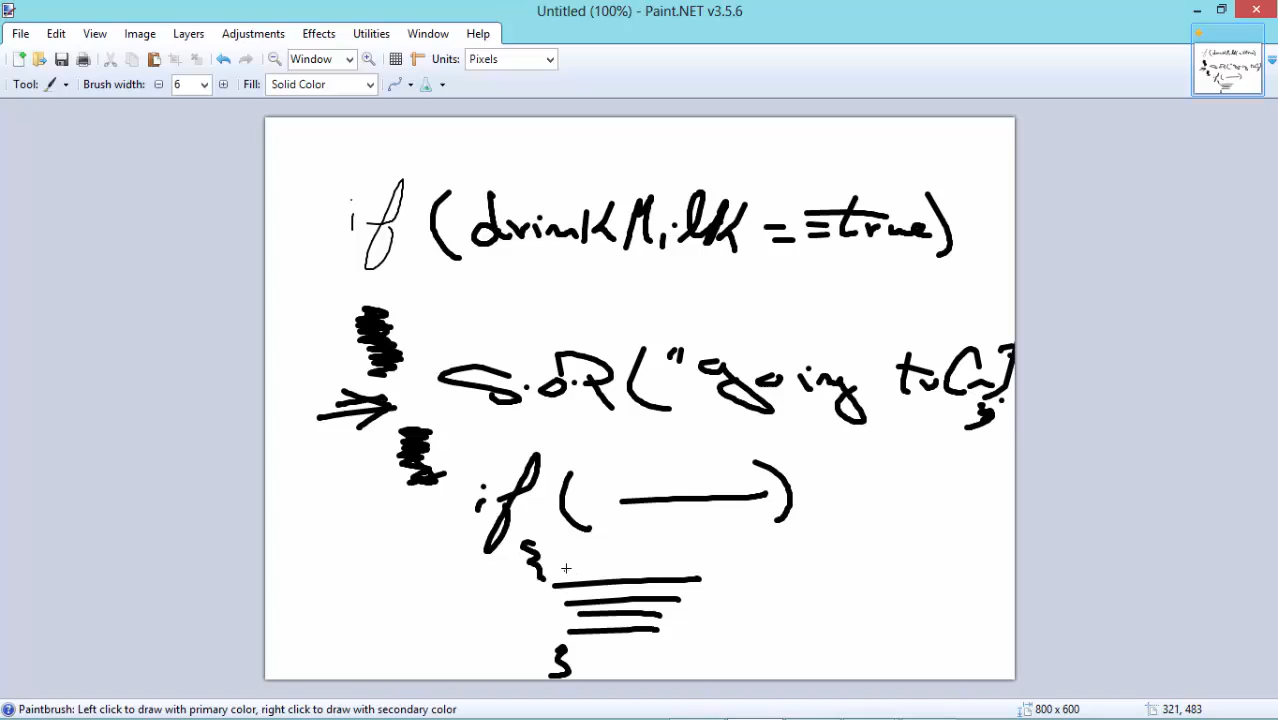 Untitled (100%) - Paint.NET v3.5.6
File Edit View Image Layers Adjustments Effects Utilities Window Help
Window Units: Pixels
Tool: Brush width: 6 Fill: Solid Color
if (drinkMilk == true)
S.O.P("going to
if ( )
{
}
Paintbrush: Left click to draw with primary color, right click to draw with secondary color 800 x 600 321, 483